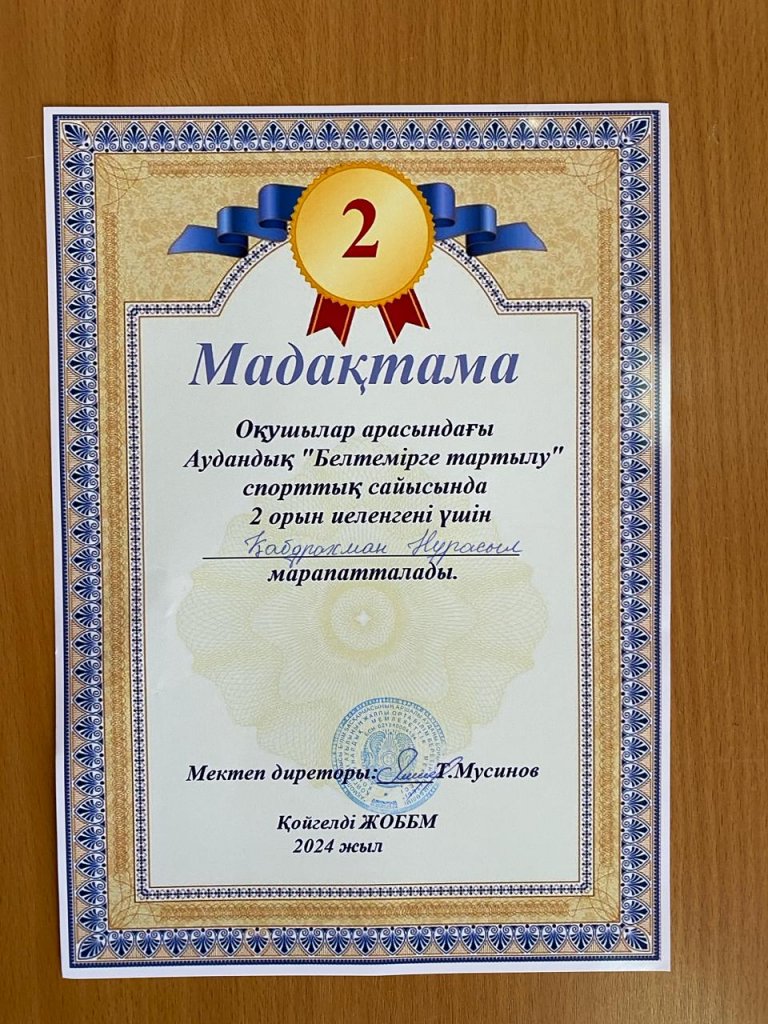 2
Мадақтама
Оқушылар арасындағы
Аудандық "Белтемірге тартылу"
спорттық сайысында
2 орын иеленгені үшін
Қабдрахман Нұрасыл
марапатталады.
Мектеп диреторы: Т.Мусинов
Қойгелді ЖОББМ
2024 жыл